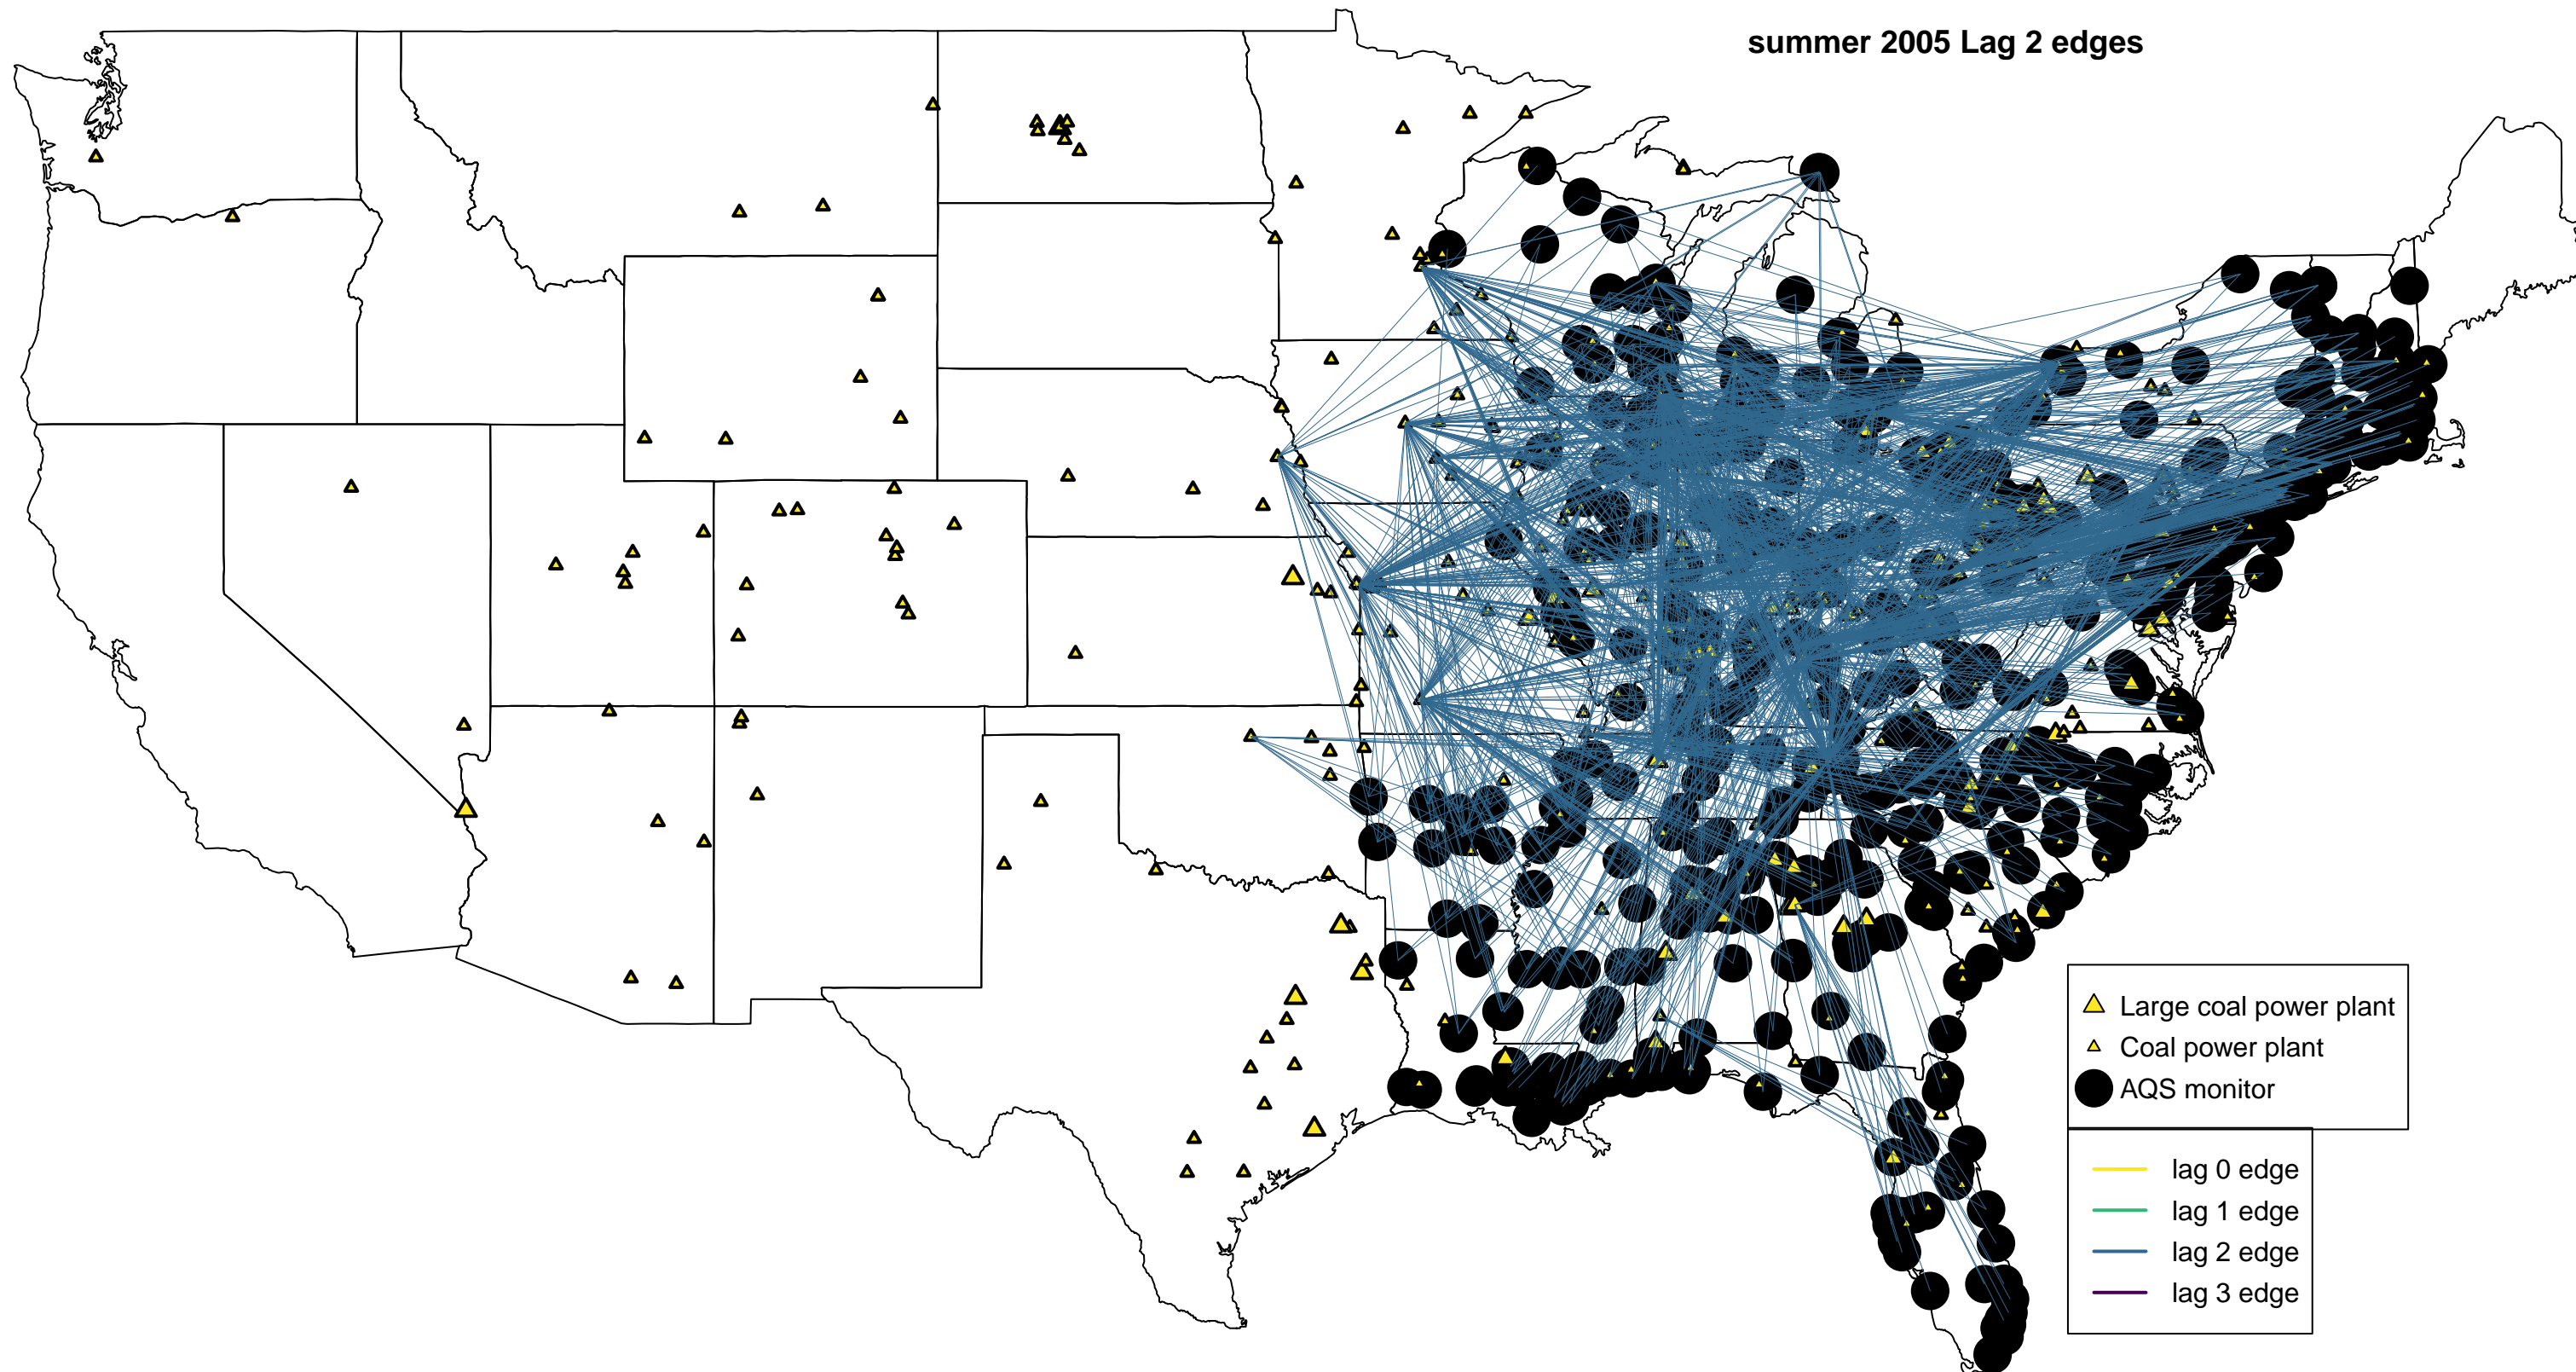 summer 2005 Lag 2 edges
Large coal power plant
Coal power plant
AQS monitor
lag 0 edge
lag 1 edge
lag 2 edge
lag 3 edge